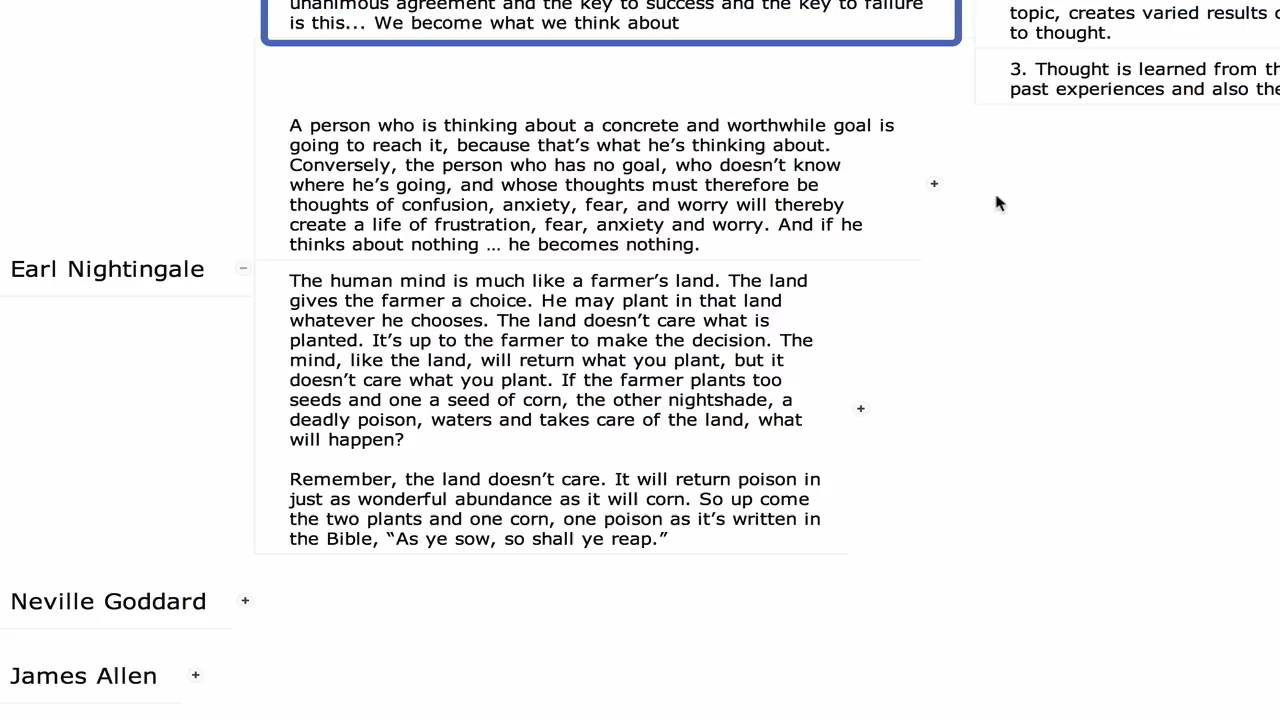 unanimous agreement and the key to success and the key to failure
is this... We become what we think about
topic, creates varied results
to thought.
3. Thought is learned from
past experiences and also
A person who is thinking about a concrete and worthwhile goal is
going to reach it, because that’s what he’s thinking about.
Conversely, the person who has no goal, who doesn’t know
where he’s going, and whose thoughts must therefore be
thoughts of confusion, anxiety, fear, and worry will thereby
create a life of frustration, fear, anxiety and worry. And if he
thinks about nothing ... he becomes nothing.
Earl Nightingale
The human mind is much like a farmer’s land. The land
gives the farmer a choice. He may plant in that land
whatever he chooses. The land doesn’t care what is
planted. It’s up to the farmer to make the decision. The
mind, like the land, will return what you plant, but it
doesn’t care what you plant. If the farmer plants too
seeds and one a seed of corn, the other nightshade, a
deadly poison, waters and takes care of the land, what
will happen?
Remember, the land doesn’t care. It will return poison in
just as wonderful abundance as it will corn. So up come
the two plants and one corn, one poison as it’s written in
the Bible, “As ye sow, so shall ye reap.”
Neville Goddard
James Allen